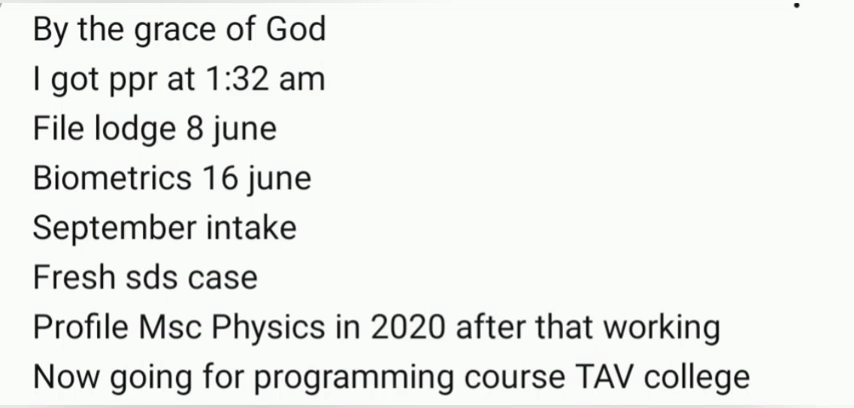 By the grace of God
I got ppr at 1:32 am
File lodge 8 june
Biometrics 16 june
September intake
Fresh sds case
Profile Msc Physics in 2020 after that working
Now going for programming course TAV college